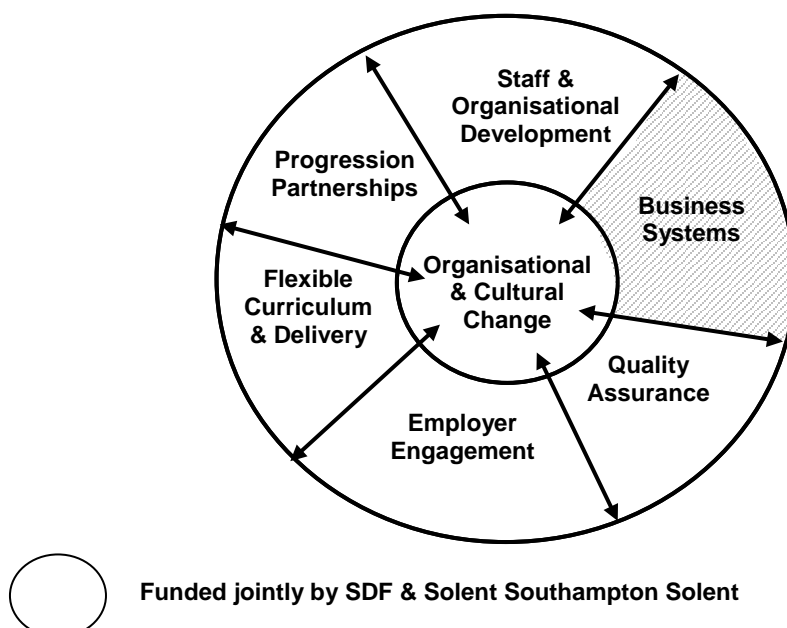 Staff &
Organisational
Development
Progression
Partnerships
Business
Systems
Organisational
& Cultural
Change
Flexible
Curriculum
& Delivery
Quality
Assurance
Employer
Engagement
Funded jointly by SDF & Solent Southampton Solent